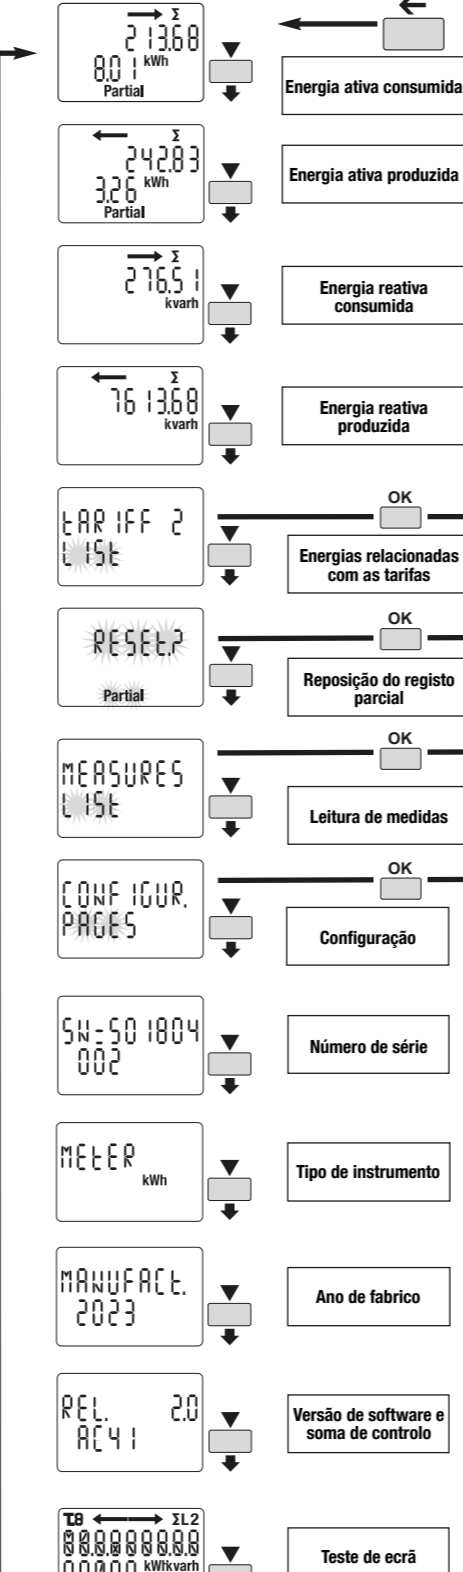 → Σ
213.68
8.01 kWh
Partial
▼
Energia ativa consumida
← Σ
242.83
3.26 kWh
Partial
▼
Energia ativa produzida
→ Σ
276.51
kvarh
▼
Energia reativa
consumida
← Σ
7613.68
kvarh
▼
Energia reativa
produzida
tARIFF 2
LISt
▼
OK
Energias relacionadas
com as tarifas
RESEt.?
Partial
▼
OK
Reposição do registo
parcial
MEASURES
LISt
▼
OK
Leitura de medidas
CONFIGUR.
PAGES
▼
OK
Configuração
SN-S01804
002
▼
Número de série
MEtER
kWh
▼
Tipo de instrumento
MANUFACt.
2023
▼
Ano de fabrico
REL. 2.0
AC41
▼
Versão de software e
soma de controlo
ΣL2
kWhkvarh
▼
Teste de ecrã